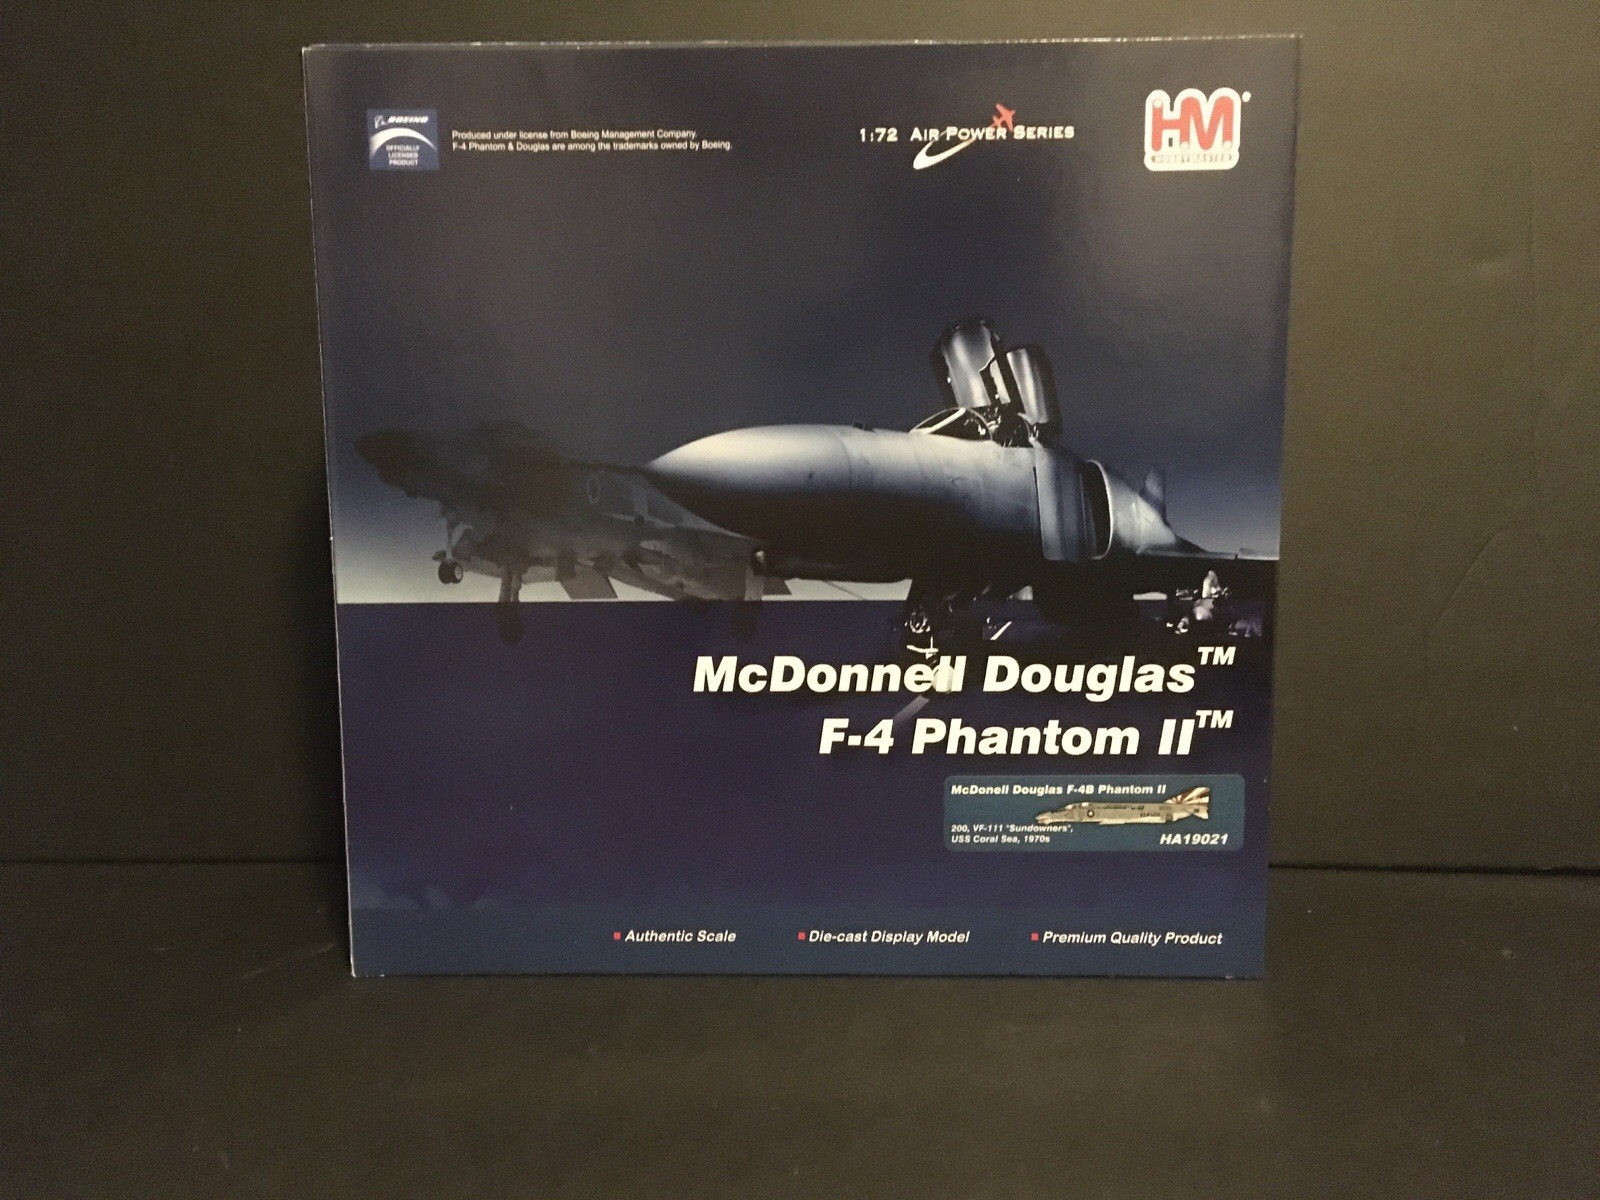 BOEING
OFFICIALLY
LICENSED
PRODUCT
Produced under license from Boeing Management Company.
F-4 Phantom & Douglas are among the trademarks owned by Boeing.
1:72 AIR POWER SERIES
HM
HOBBYMASTER
McDonnell Douglas™
F-4 Phantom II™
McDonell Douglas F-4B Phantom II
200, VF-111 "Sundowners",
USS Coral Sea, 1970s
HA19021
Authentic Scale
Die-cast Display Model
Premium Quality Product